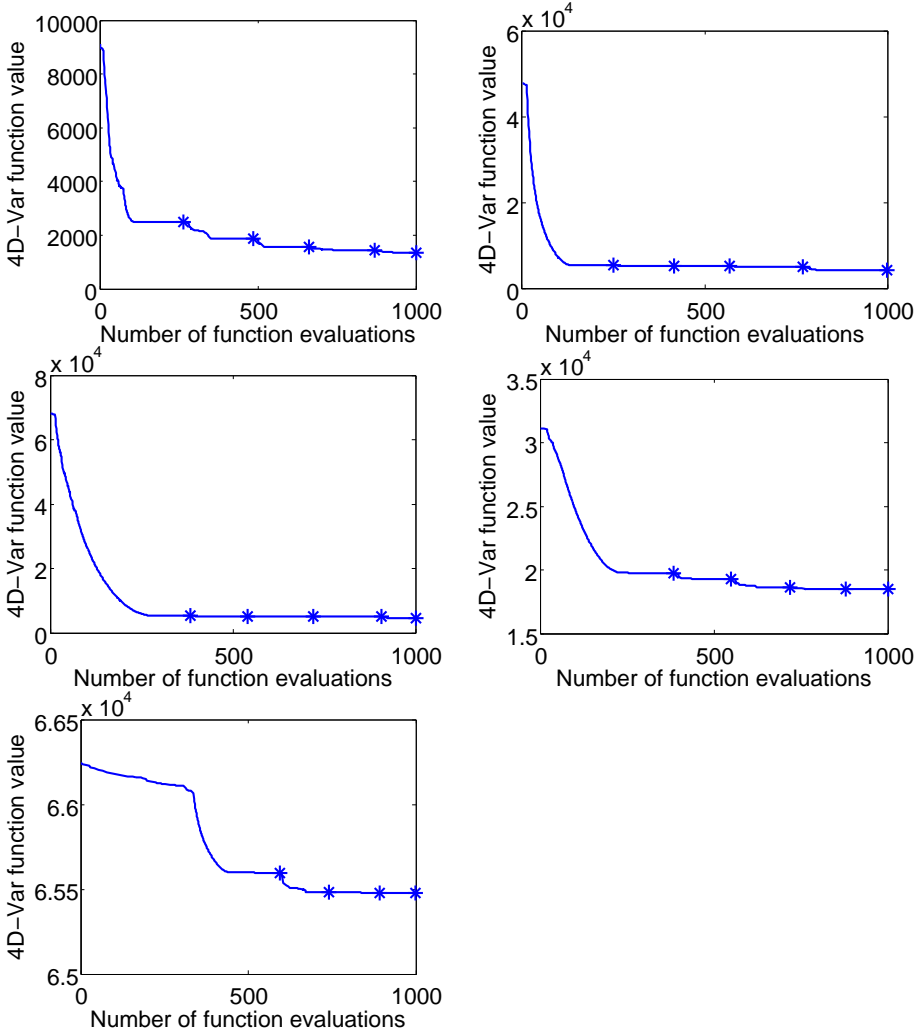 10000
8000
6000
4000
2000
0
0 500 1000
4D−Var function value
Number of function evaluations
x 10^4
6
4
2
0
0 500 1000
4D−Var function value
Number of function evaluations
x 10^4
8
6
4
2
0
0 500 1000
4D−Var function value
Number of function evaluations
x 10^4
3.5
3
2.5
2
1.5
0 500 1000
4D−Var function value
Number of function evaluations
x 10^4
6.65
6.6
6.55
6.5
0 500 1000
4D−Var function value
Number of function evaluations